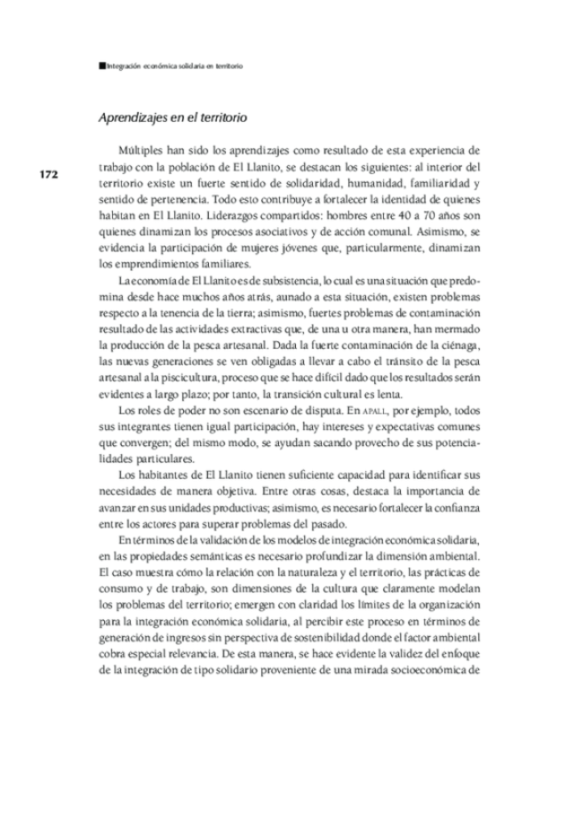 Integración económica solidaria en territorio
Aprendizajes en el territorio
172
Múltiples han sido los aprendizajes como resultado de esta experiencia de
trabajo con la población de El Llanito, se destacan los siguientes: al interior del
territorio existe un fuerte sentido de solidaridad, humanidad, familiaridad y
sentido de pertenencia. Todo esto contribuye a fortalecer la identidad de quienes
habitan en El Llanito. Liderazgos compartidos: hombres entre 40 a 70 años son
quienes dinamizan los procesos asociativos y de acción comunal. Asimismo, se
evidencia la participación de mujeres jóvenes que, particularmente, dinamizan
los emprendimientos familiares.
La economía de El Llanito es de subsistencia, lo cual es una situación que predo-
mina desde hace muchos años atrás, aunado a esta situación, existen problemas
respecto a la tenencia de la tierra; asimismo, fuertes problemas de contaminación
resultado de las actividades extractivas que, de una u otra manera, han mermado
la producción de la pesca artesanal. Dada la fuerte contaminación de la ciénaga,
las nuevas generaciones se ven obligadas a llevar a cabo el tránsito de la pesca
artesanal a la piscicultura, proceso que se hace difícil dado que los resultados serán
evidentes a largo plazo; por tanto, la transición cultural es lenta.
Los roles de poder no son escenario de disputa. En APALL, por ejemplo, todos
sus integrantes tienen igual participación, hay intereses y expectativas comunes
que convergen; del mismo modo, se ayudan sacando provecho de sus potencia-
lidades particulares.
Los habitantes de El Llanito tienen suficiente capacidad para identificar sus
necesidades de manera objetiva. Entre otras cosas, destaca la importancia de
avanzar en sus unidades productivas; asimismo, es necesario fortalecer la confianza
entre los actores para superar problemas del pasado.
En términos de la validación de los modelos de integración económica solidaria,
en las propiedades semánticas es necesario profundizar la dimensión ambiental.
El caso muestra cómo la relación con la naturaleza y el territorio, las prácticas de
consumo y de trabajo, son dimensiones de la cultura que claramente modelan
los problemas del territorio; emergen con claridad los límites de la organización
para la integración económica solidaria, al percibir este proceso en términos de
generación de ingresos sin perspectiva de sostenibilidad donde el factor ambiental
cobra especial relevancia. De esta manera, se hace evidente la validez del enfoque
de la integración de tipo solidario proveniente de una mirada socioeconómica de